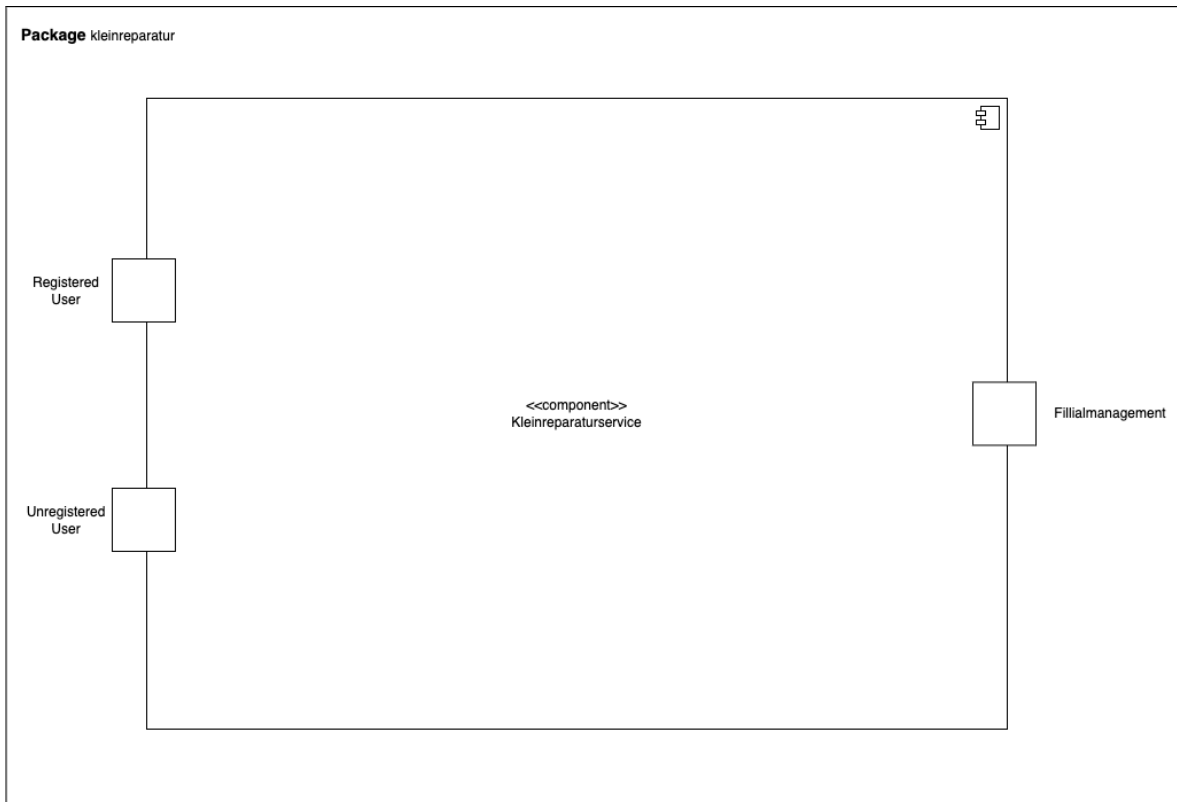 Package kleinreparatur
Registered
User
<<component>>
Kleinreparaturservice
Fillialmanagement
Unregistered
User